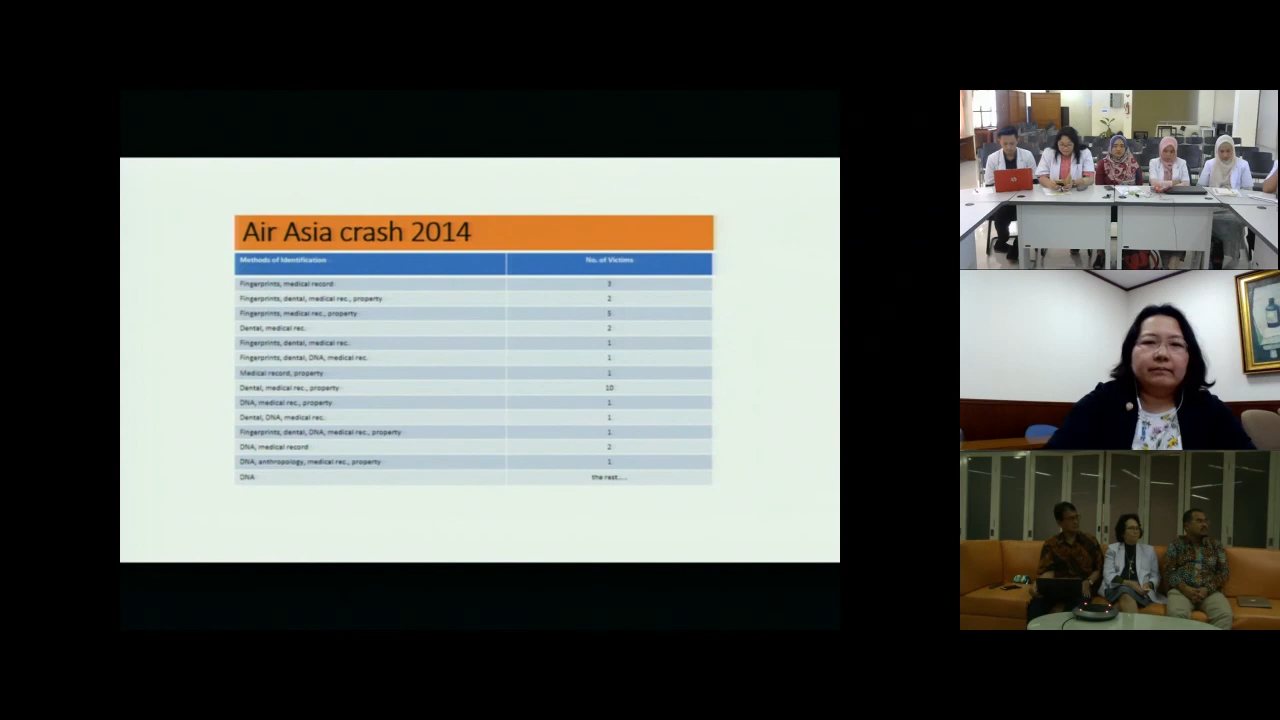 Air Asia crash 2014
Methods of Identification No. of Victims
Fingerprints, medical record 3
Fingerprints, dental, medical rec., property 2
Fingerprints, medical rec., property 5
Dental, medical rec. 2
Fingerprints, dental, medical rec. 1
Fingerprints, dental, DNA, medical rec. 1
Medical record, property 1
Dental, medical rec., property 10
DNA, medical rec., property 1
Dental, DNA, medical rec. 1
Fingerprints, dental, DNA, medical rec., property 1
DNA, medical record 2
DNA, anthropology, medical rec., property 1
DNA the rest.....